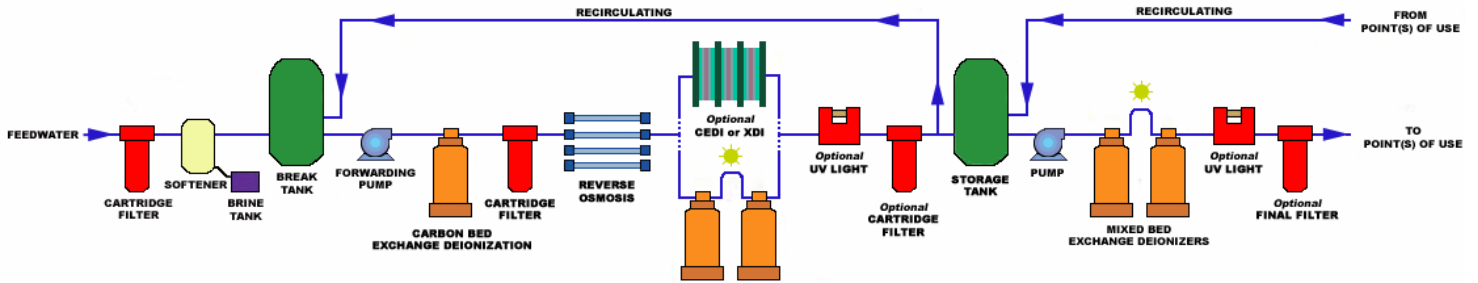 RECIRCULATING
RECIRCULATING
FROM
POINT(S) OF USE
FEEDWATER
CARTRIDGE
FILTER
SOFTENER
BRINE
TANK
BREAK
TANK
FORWARDING
PUMP
CARBON BED
EXCHANGE DEIONIZATION
CARTRIDGE
FILTER
REVERSE
OSMOSIS
Optional
CEDI or XDI
Optional
UV LIGHT
Optional
CARTRIDGE
FILTER
STORAGE
TANK
PUMP
MIXED BED
EXCHANGE DEIONIZERS
Optional
UV LIGHT
Optional
FINAL FILTER
TO
POINT(S) OF USE